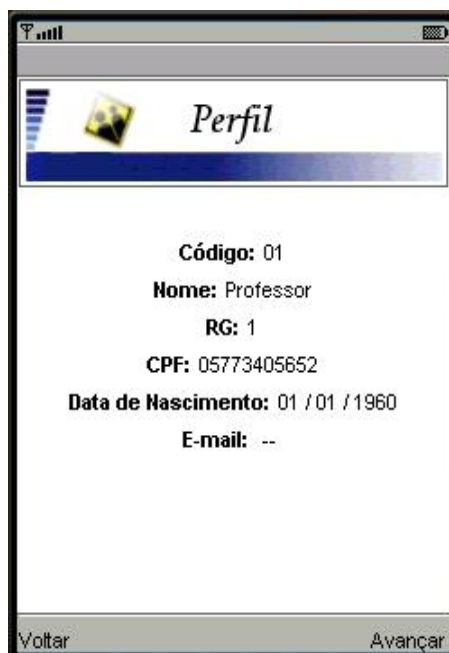 Perfil
Código: 01
Nome: Professor
RG: 1
CPF: 05773405652
Data de Nascimento: 01 / 01 / 1960
E-mail: --
Voltar Avançar